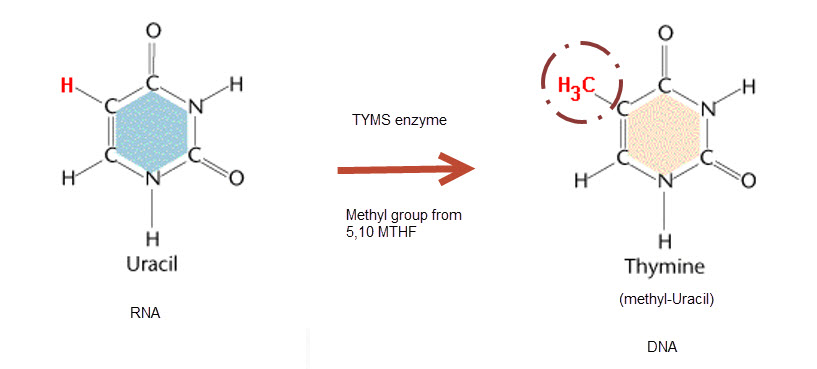 O
H
C
C
N
H
C
C
H
N
O
H
Uracil
RNA
TYMS enzyme
Methyl group from
5,10 MTHF
O
H3C
C
C
N
H
C
C
H
N
O
H
Thymine
(methyl-Uracil)
DNA